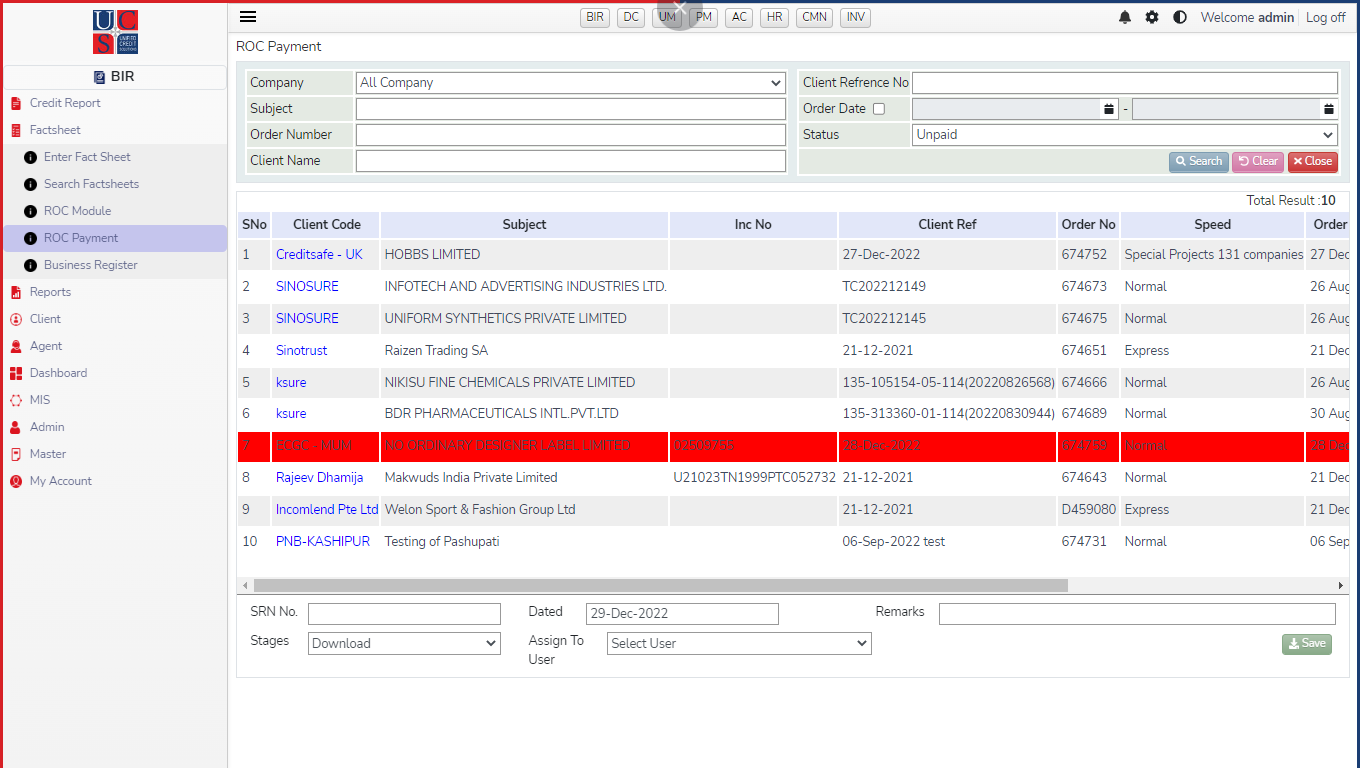 UCS
UNIFTO CREDIT SOLUTIONS
BIR DC UM PM AC HR CMN INV
Welcome admin Log off
BIR
Credit Report
Factsheet
Enter Fact Sheet
Search Factsheets
ROC Module
ROC Payment
Business Register
Reports
Client
Agent
Dashboard
MIS
Admin
Master
My Account
ROC Payment
Company All Company Client Refrence No
Subject Order Date -
Order Number Status Unpaid
Client Name Search Clear Close
Total Result :10
SNo Client Code Subject Inc No Client Ref Order No Speed Order
1 Creditsafe - UK HOBBS LIMITED 27-Dec-2022 674752 Special Projects 131 companies 27 Dec
2 SINOSURE INFOTECH AND ADVERTISING INDUSTRIES LTD. TC202212149 674673 Normal 26 Aug
3 SINOSURE UNIFORM SYNTHETICS PRIVATE LIMITED TC202212145 674675 Normal 26 Aug
4 Sinotrust Raizen Trading SA 21-12-2021 674651 Express 21 Dec
5 ksure NIKISU FINE CHEMICALS PRIVATE LIMITED 135-105154-05-114(20220826568) 674666 Normal 26 Aug
6 ksure BDR PHARMACEUTICALS INTL.PVT.LTD 135-313360-01-114(20220830944) 674689 Normal 30 Aug
7 - MUM NO ORDINARY DESIGNER LABEL LIMITED 02500755 28-Dec-2022 674759 Normal 28 Dec
8 Rajeev Dhamija Makwuds India Private Limited U21023TN1999PTC052732 21-12-2021 674643 Normal 21 Dec
9 Incomlend Pte Ltd Welon Sport & Fashion Group Ltd 21-12-2021 D459080 Express 21 Dec
10 PNB-KASHIPUR Testing of Pashupati 06-Sep-2022 test 674731 Normal 06 Sep
SRN No. Dated 29-Dec-2022 Remarks
Stages Download Assign To User Select User Save